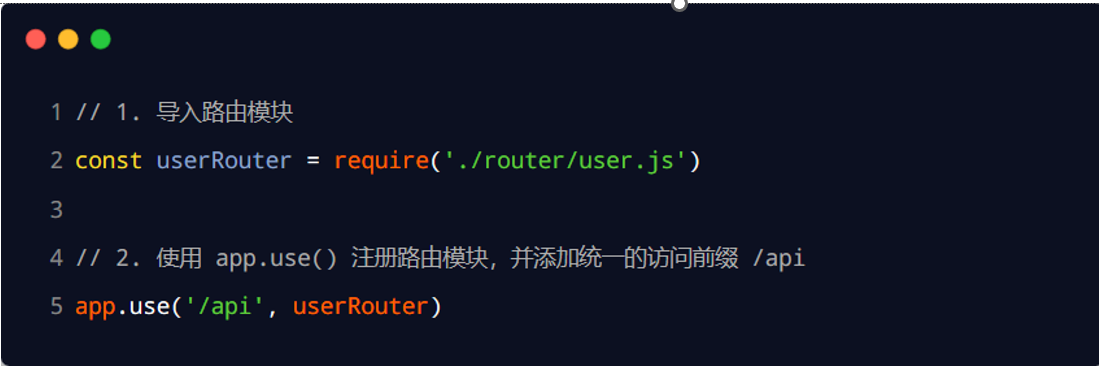 1 // 1. 导入路由模块
2 const userRouter = require('./router/user.js')
3
4 // 2. 使用 app.use() 注册路由模块，并添加统一的访问前缀 /api
5 app.use('/api', userRouter)